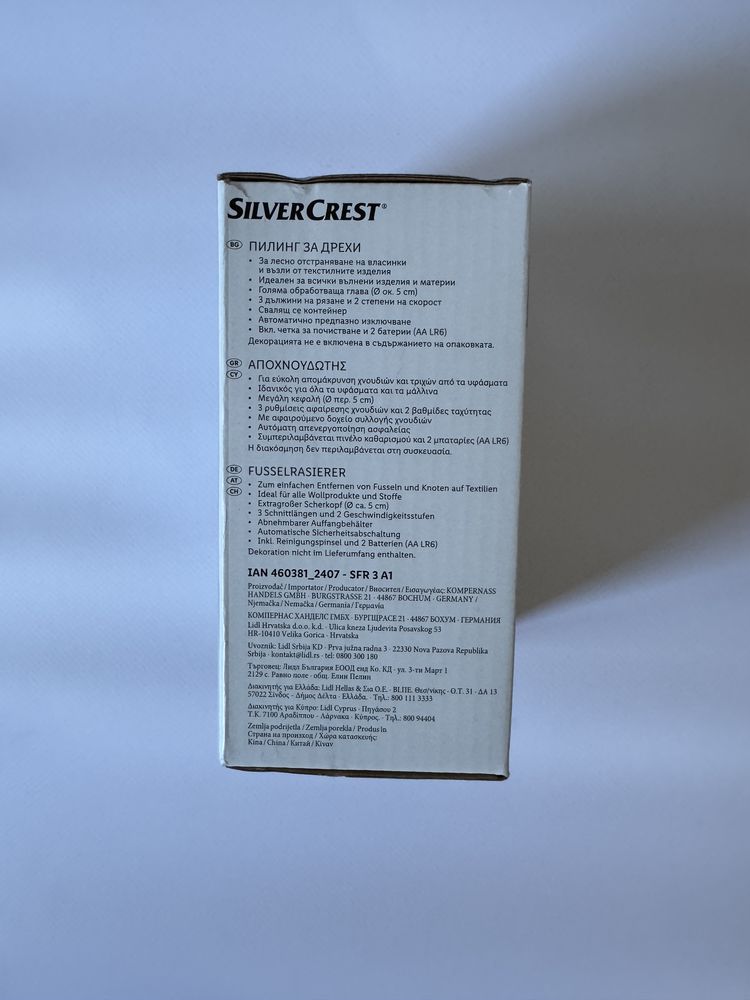 SILVERCREST®
BG ПИЛИНГ ЗА ДРЕХИ
• За лесно отстраняване на власинки
и възли от текстилните изделия
• Идеален за всички вълнени изделия и материи
• Голяма обработваща глава (Ø ок. 5 cm)
• 3 дължини на рязане и 2 степени на скорост
• Свалящ се контейнер
• Автоматично предпазно изключване
• Вкл. четка за почистване и 2 батерии (AA LR6)
Декорацията не е включена в съдържанието на опаковката.
GR ΑΠΟΧΝΟΥΔΩΤΗΣ
CY
• Για εύκολη απομάκρυνση χνουδιών και τριχών από τα υφάσματα
• Ιδανικός για όλα τα υφάσματα και τα μάλλινα
• Μεγάλη κεφαλή (Ø περ. 5 cm)
• 3 ρυθμίσεις αφαίρεσης χνουδιών και 2 βαθμίδες ταχύτητας
• Με αφαιρούμενο δοχείο συλλογής χνουδιών
• Αυτόματη απενεργοποίηση ασφαλείας
• Συμπεριλαμβάνεται πινέλο καθαρισμού και 2 μπαταρίες (AA LR6)
Η διακόσμηση δεν περιλαμβάνεται στη συσκευασία.
DE FUSSELRASIERER
AT
CH
• Zum einfachen Entfernen von Fusseln und Knoten auf Textilien
• Ideal für alle Wollprodukte und Stoffe
• Extragroßer Scherkopf (Ø ca. 5 cm)
• 3 Schnittlängen und 2 Geschwindigkeitsstufen
• Abnehmbarer Auffangbehälter
• Automatische Sicherheitsabschaltung
• Inkl. Reinigungspinsel und 2 Batterien (AA LR6)
Dekoration nicht im Lieferumfang enthalten.
IAN 460381_2407 - SFR 3 A1
Proizvođač / Importator / Producator / Вносител / Εισαγωγέας: KOMPERNASS
HANDELS GMBH · BURGSTRASSE 21 · 44867 BOCHUM · GERMANY /
Njemačka / Nemačka / Germania / Γερμανία
КОМПЕРНАС ХАНДЕЛС ГМБХ · БУРГЩРАСЕ 21 · 44867 БОХУМ · ГЕРМАНИЯ
Lidl Hrvatska d.o.o. k.d. · Ulica kneza Ljudevita Posavskog 53
HR-10410 Velika Gorica · Hrvatska
Uvoznik: Lidl Srbija KD · Prva južna radna 3 · 22330 Nova Pazova Republika
Srbija · kontakt@lidl.rs · tel: 0800 300 180
Търговец: Лидл България ЕООД енд Ко. КД · ул. 3-ти Март 1
2129 с. Равно поле · общ. Елин Пелин
Διακινητής για Ελλάδα: Lidl Hellas & Σια Ο.Ε. · ΒΙ.ΠΕ. Θεσ/νίκης · Ο.Τ. 31 · ΔΑ 13
57022 Σίνδος · Δήμος Δέλτα · Ελλάδα. · Τηλ.: 800 111 3333
Διακινητής για Κύπρο: Lidl Cyprus · Πηγάσου 2
Τ.Κ. 7100 Αραδίππου · Λάρνακα · Κύπρος. · Τηλ.: 800 94404
Zemlja podrijetla / Zemlja porekla / Produs in
Страна на произход / Χώρα κατασκευής:
Kina / China / Китай / Κίναν